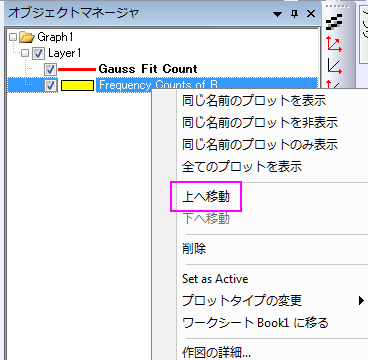 オブジェクトマネージャ
Graph1
Layer1
Gauss Fit Count
Frequency Counts of B
同じ名前のプロットを表示
同じ名前のプロットを非表示
同じ名前のプロットのみ表示
全てのプロットを表示
上へ移動
下へ移動
削除
Set as Active
プロットタイプの変更
ワークシート Book1 に移る
作図の詳細...